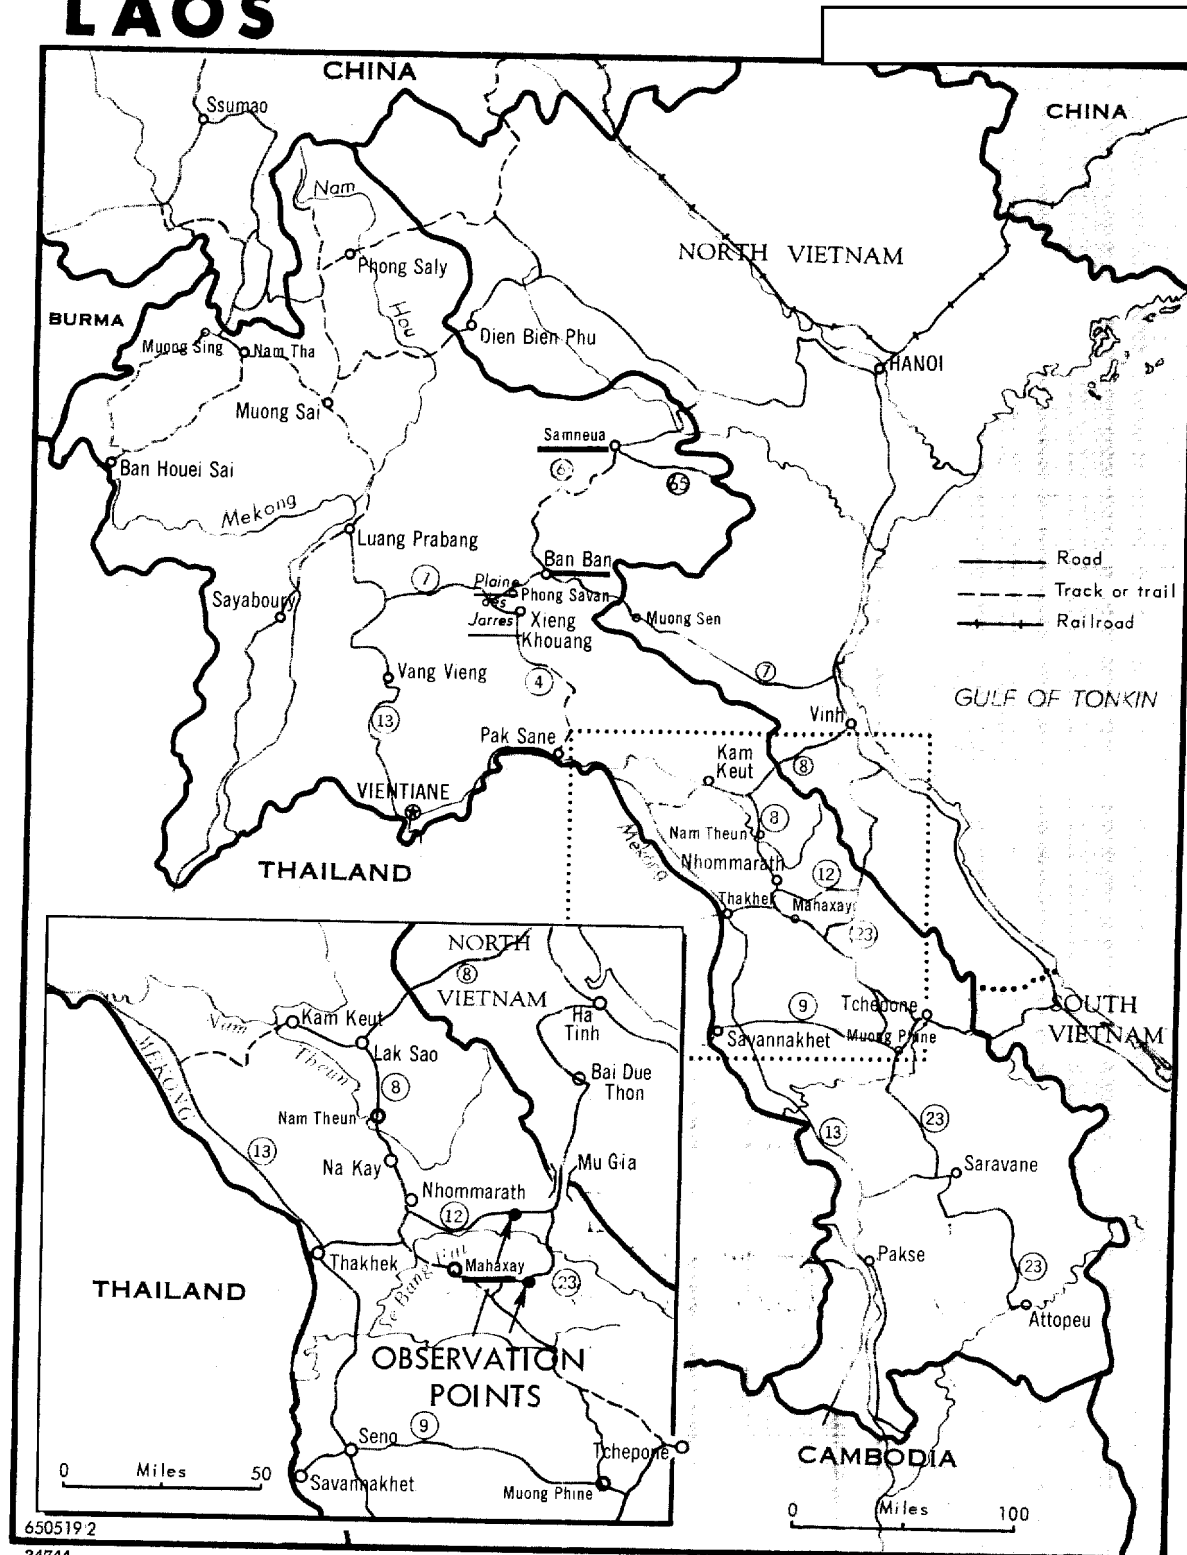 LAOS
CHINA
CHINA
Ssumao
Nam
NORTH VIETNAM
Phong Saly
Hou
BURMA
Muong Sing
Nam Tha
Dien Bien Phu
HANOI
Muong Sai
Samneua
6
65
Ban Houei Sai
Mekong
Luang Prabang
Ban Ban
Road
7
Plaine
des
Jarres
Phong Savan
Track or trail
Sayaboury
Xieng
Khouang
Muong Sen
Railroad
Vang Vieng
4
7
GULF OF TONKIN
13
Vinh
Pak Sane
Kam
Keut
8
VIENTIANE
8
Nam Theun
Mekong
Nhommarath
12
THAILAND
Thakhek
Mahaxay
23
9
Tchepone
SOUTH
VIETNAM
Savannakhet
Muong Phine
13
23
Saravane
Pakse
23
Attopeu
CAMBODIA
0 Miles 100
NORTH
VIETNAM
8
Nam
Theun
Kam Keut
Ha
Tinh
MEKONG
Lak Sao
8
Bai Due
Thon
Nam Theun
13
Na Kay
Mu Gia
Nhommarath
12
Thakhek
Se Bang Fai
Mahaxay
23
THAILAND
OBSERVATION
POINTS
9
Seno
Tchepone
Savannakhet
Muong Phine
0 Miles 50
650519 2